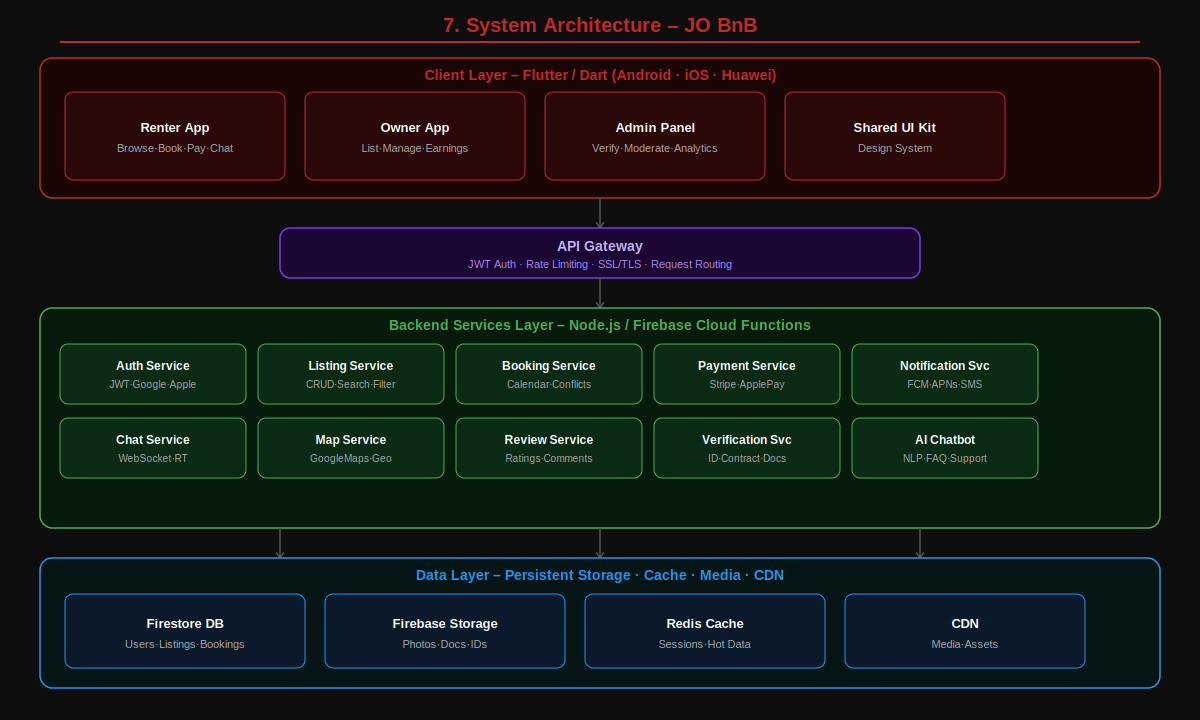 7. System Architecture – JO BnB
Client Layer – Flutter / Dart (Android · iOS · Huawei)
Renter App
Browse·Book·Pay·Chat
Owner App
List·Manage·Earnings
Admin Panel
Verify·Moderate·Analytics
Shared UI Kit
Design System
API Gateway
JWT Auth · Rate Limiting · SSL/TLS · Request Routing
Backend Services Layer – Node.js / Firebase Cloud Functions
Auth Service
JWT·Google·Apple
Listing Service
CRUD·Search·Filter
Booking Service
Calendar·Conflicts
Payment Service
Stripe·ApplePay
Notification Svc
FCM·APNs·SMS
Chat Service
WebSocket·RT
Map Service
GoogleMaps·Geo
Review Service
Ratings·Comments
Verification Svc
ID·Contract·Docs
AI Chatbot
NLP·FAQ·Support
Data Layer – Persistent Storage · Cache · Media · CDN
Firestore DB
Users·Listings·Bookings
Firebase Storage
Photos·Docs·IDs
Redis Cache
Sessions·Hot Data
CDN
Media·Assets